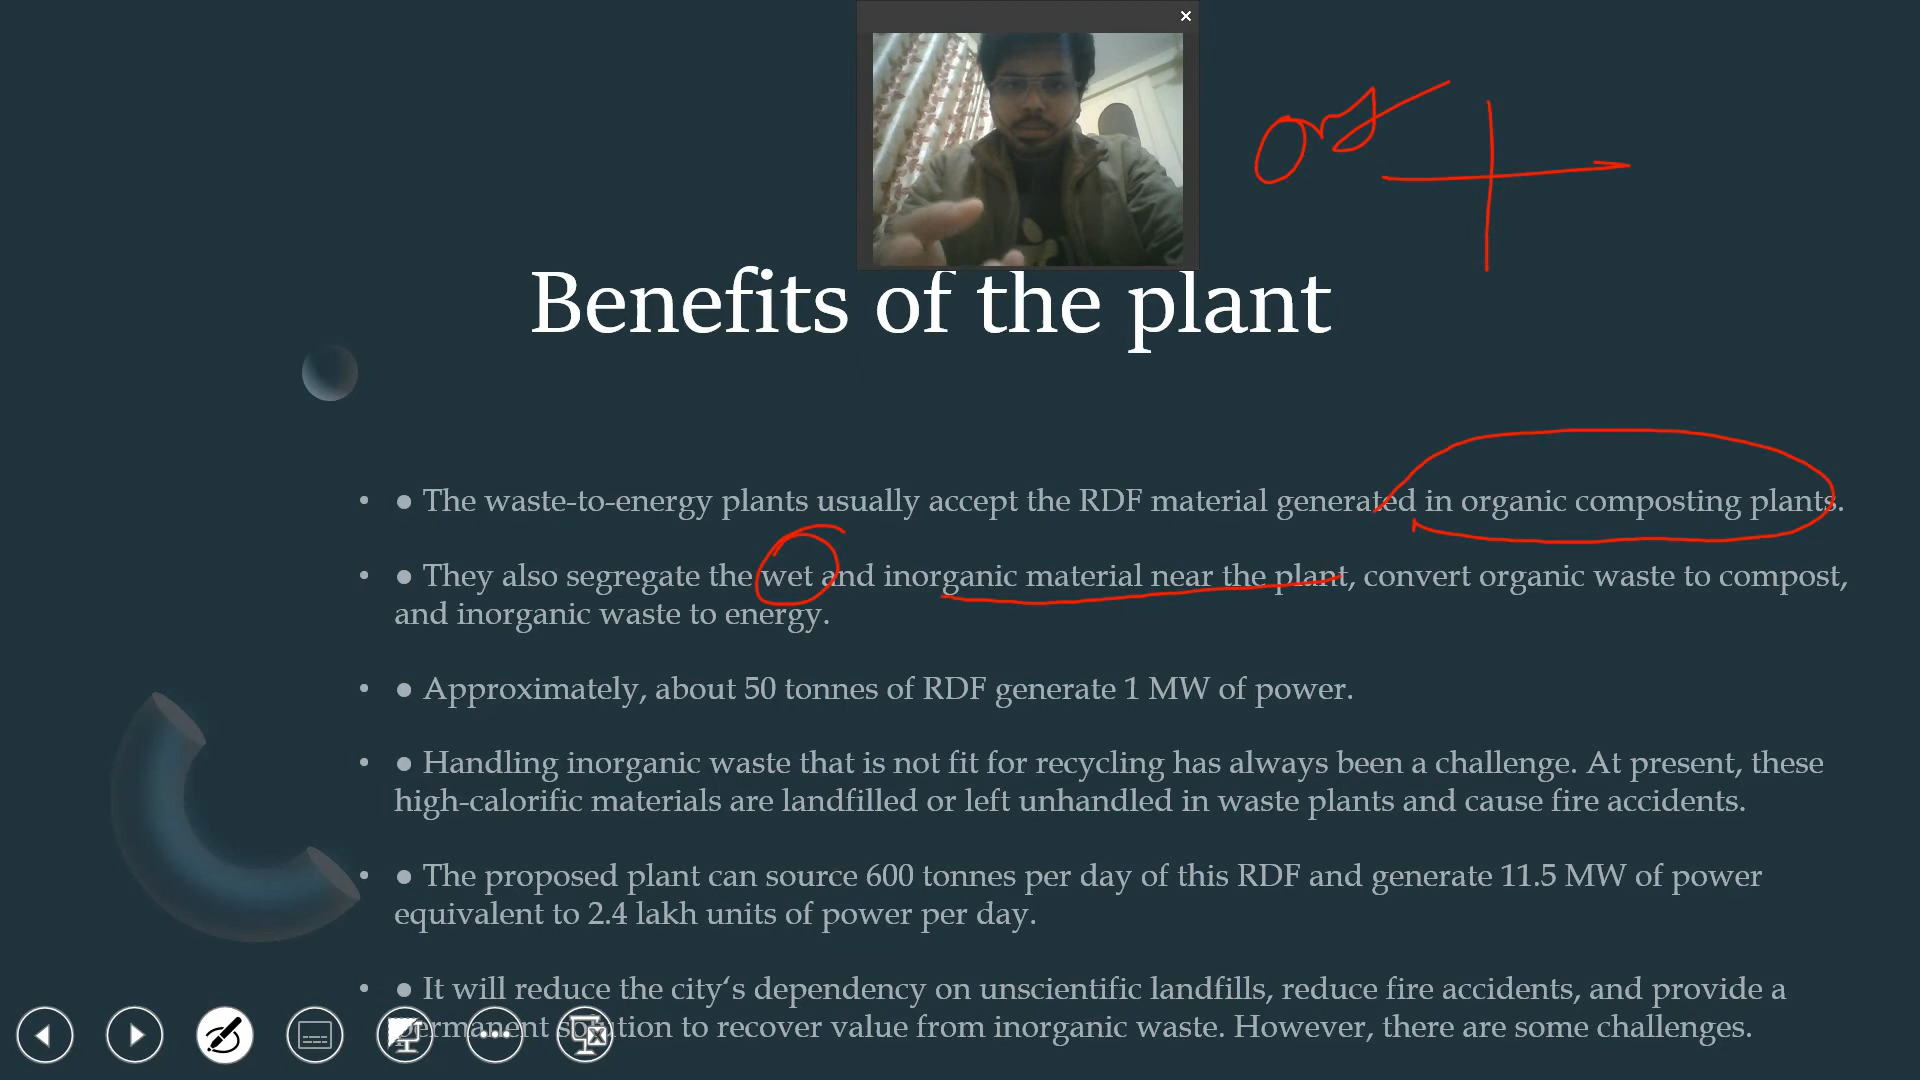 Org
Benefits of the plant
• ● The waste-to-energy plants usually accept the RDF material generated in organic composting plants.
• ● They also segregate the wet and inorganic material near the plant, convert organic waste to compost,
and inorganic waste to energy.
• ● Approximately, about 50 tonnes of RDF generate 1 MW of power.
• ● Handling inorganic waste that is not fit for recycling has always been a challenge. At present, these
high-calorific materials are landfilled or left unhandled in waste plants and cause fire accidents.
• ● The proposed plant can source 600 tonnes per day of this RDF and generate 11.5 MW of power
equivalent to 2.4 lakh units of power per day.
• ● It will reduce the city‘s dependency on unscientific landfills, reduce fire accidents, and provide a
permanent solution to recover value from inorganic waste. However, there are some challenges.